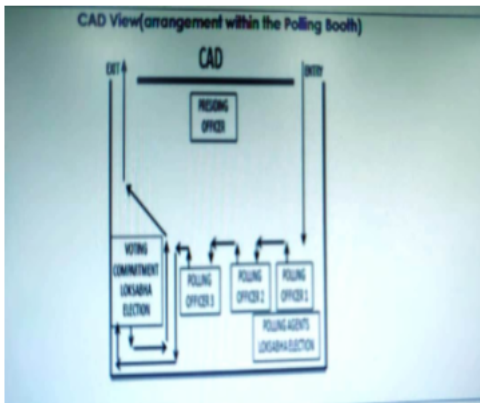 CAD View(arrangement within the Polling Booth)
CAD
EXIT
ENTRY
PRESIDING
OFFICER
VOTING
COMPARTMENT
LOKSABHA
ELECTION
POLLING
OFFICER 3
POLLING
OFFICER 2
POLLING
OFFICER 1
POLLING AGENTS
LOKSABHA ELECTION